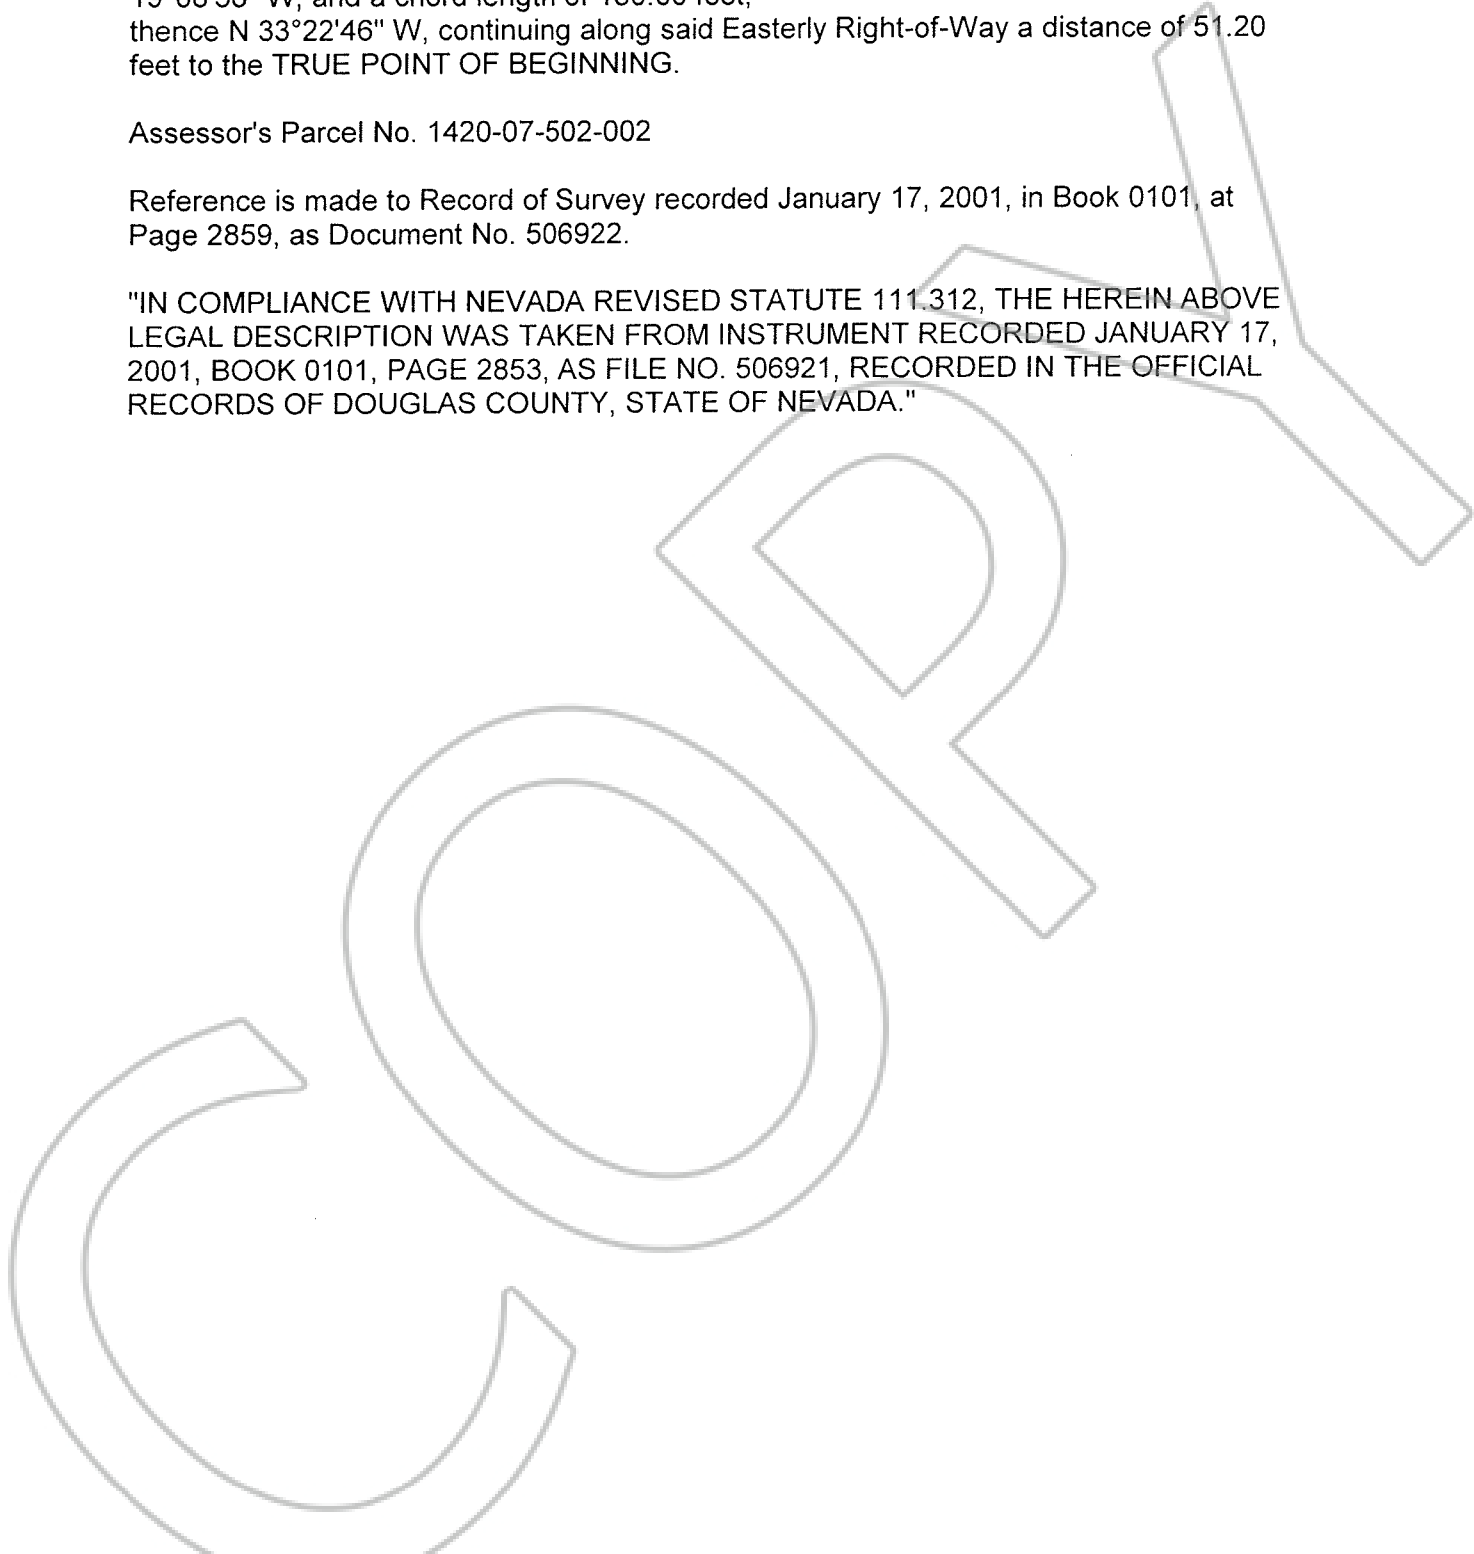 W, and a chord length of
thence N 33°22'46" W, continuing along said Easterly Right-of-Way a distance of 51.20
feet to the TRUE POINT OF BEGINNING.
Assessor's Parcel No. 1420-07-502-002
Reference is made to Record of Survey recorded January 17, 2001, in Book 0101, at
Page 2859, as Document No. 506922.
"IN COMPLIANCE WITH NEVADA REVISED STATUTE 111.312, THE HEREIN ABOVE
LEGAL DESCRIPTION WAS TAKEN FROM INSTRUMENT RECORDED JANUARY 17,
2001, BOOK 0101, PAGE 2853, AS FILE NO. 506921, RECORDED IN THE OFFICIAL
RECORDS OF DOUGLAS COUNTY, STATE OF NEVADA."
COPY